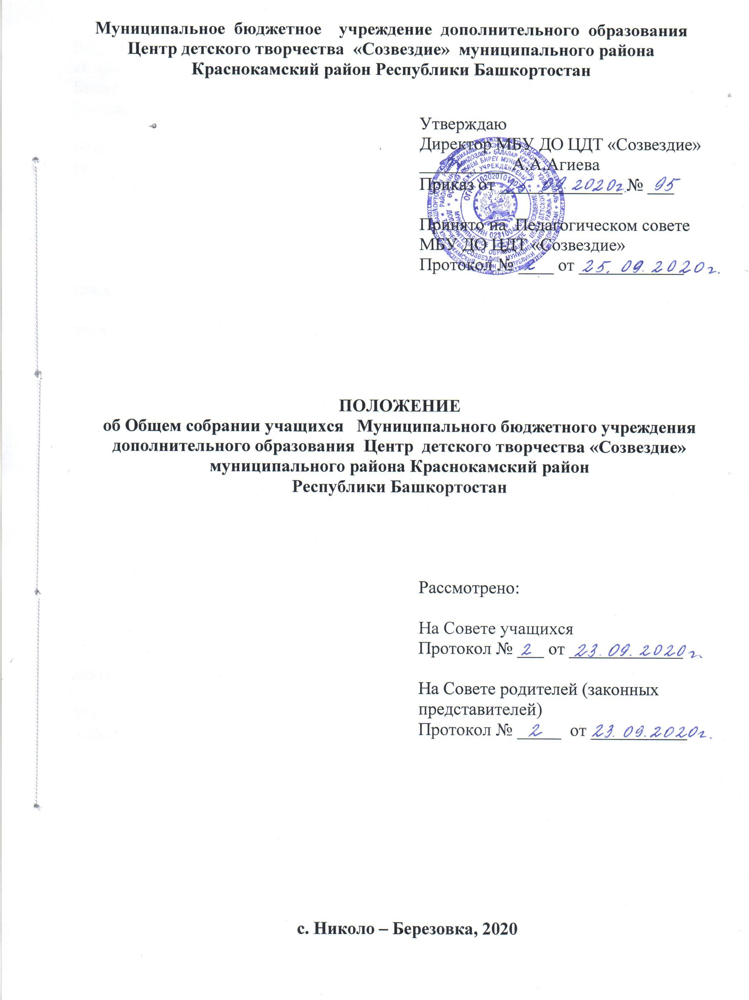 Муниципальное бюджетное учреждение дополнительного образования
Центр детского творчества «Созвездие» муниципального района
Краснокамский район Республики Башкортостан
Утверждаю
Директор МБУ ДО ЦДТ «Созвездие»
__________ А.А.Агиева
Приказ от 09.2020г. № 95
Принято на Педагогическом совете
МБУ ДО ЦДТ «Созвездие»
Протокол № 2 от 25.09.2020г.
ПОЛОЖЕНИЕ
об Общем собрании учащихся Муниципального бюджетного учреждения
дополнительного образования Центр детского творчества «Созвездие»
муниципального района Краснокамский район
Республики Башкортостан
Рассмотрено:
На Совете учащихся
Протокол № 2 от 23.09.2020г.
На Совете родителей (законных
представителей)
Протокол № 2 от 23.09.2020г.
с. Николо – Березовка, 2020